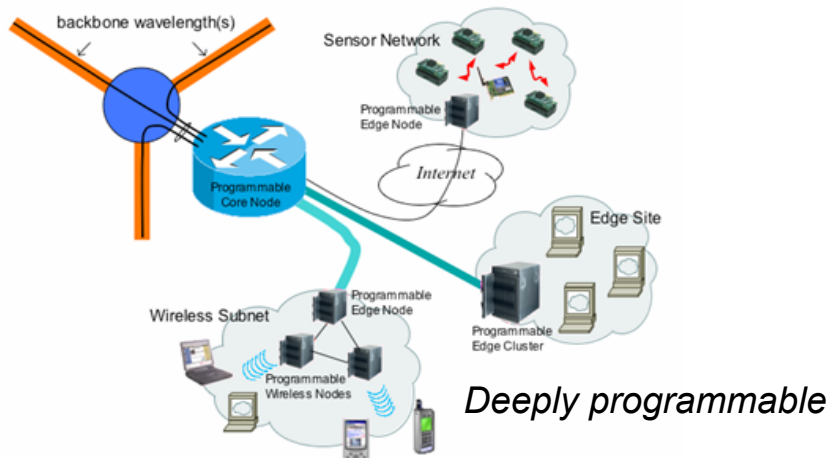 backbone wavelength(s)
Sensor Network
Programmable
Edge Node
Internet
Programmable
Core Node
Edge Site
Programmable
Edge Cluster
Programmable
Edge Node
Wireless Subnet
Programmable
Wireless Nodes
Deeply programmable